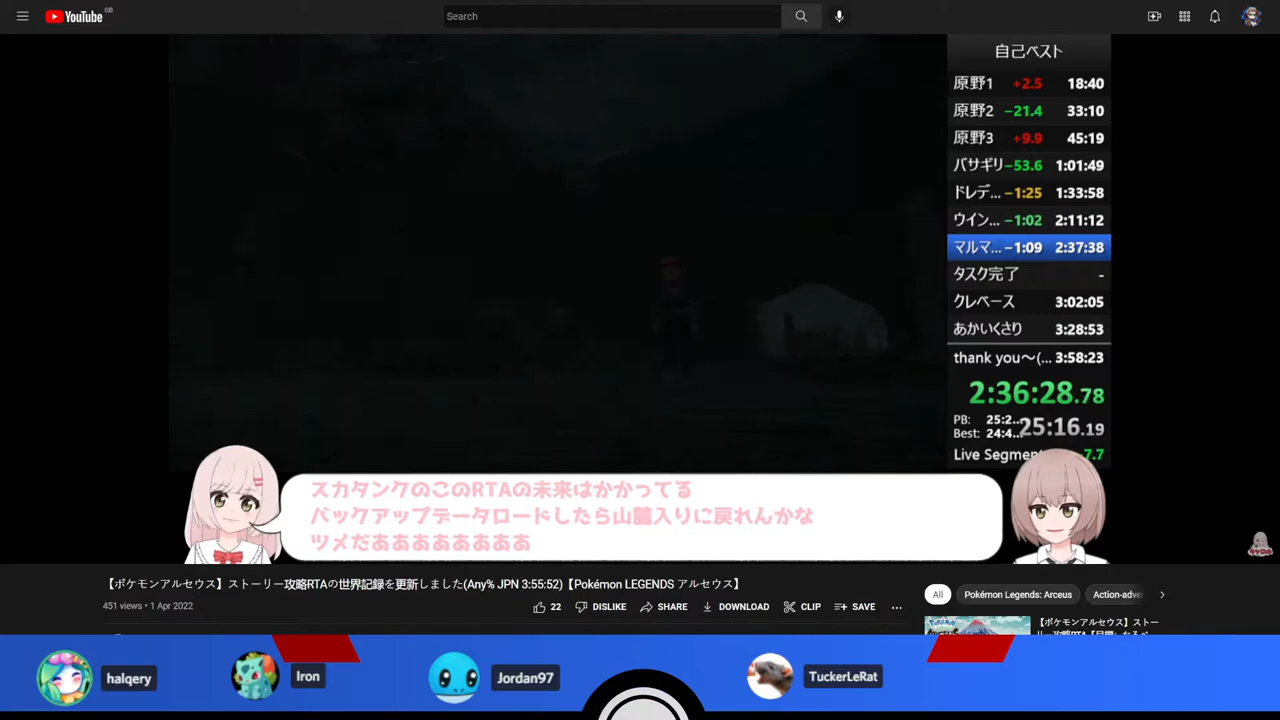 YouTube GB
Search
自己ベスト
原野1 +2.5 18:40
原野2 −21.4 33:10
原野3 +9.9 45:19
バサギリ −53.6 1:01:49
ドレデ... −1:25 1:33:58
ウイン... −1:02 2:11:12
マルマ... −1:09 2:37:38
タスク完了 -
クレベース 3:02:05
あかいくさり 3:28:53
thank you〜(... 3:58:23
2:36:28.78
PB: 25:2...
Best: 24:4...
25:16.19
Live Segmen −7.7
スカタンクのこのRTAの未来はかかってる
バックアップデータロードしたら山麓入りに戻れんかな
ツメだあああああああああ
【ポケモンアルセウス】ストーリー攻略RTAの世界記録を更新しました(Any% JPN 3:55:52)【Pokémon LEGENDS アルセウス】
451 views • 1 Apr 2022
22 DISLIKE SHARE DOWNLOAD CLIP SAVE ...
All Pokémon Legends: Arceus Action-adve
【ポケモンアルセウス】ストー
halqery
Iron
Jordan97
TuckerLeRat